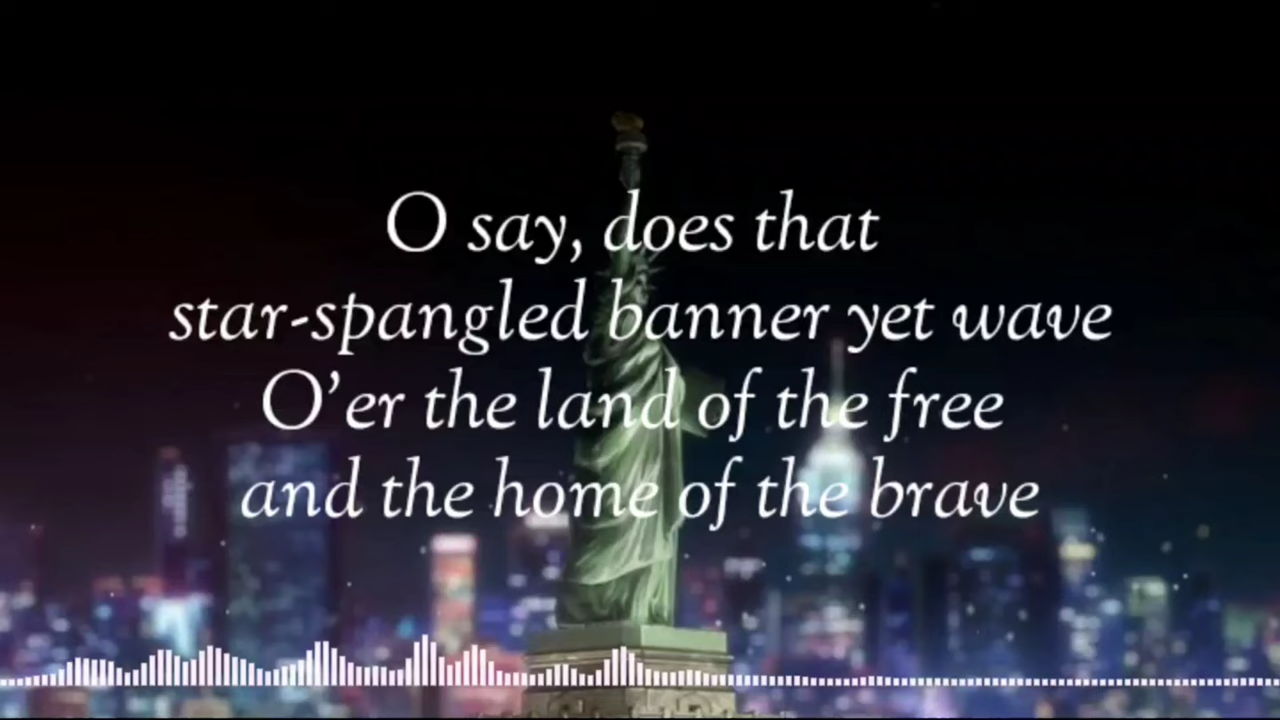 O say, does that
star-spangled banner yet wave
O’er the land of the free
and the home of the brave